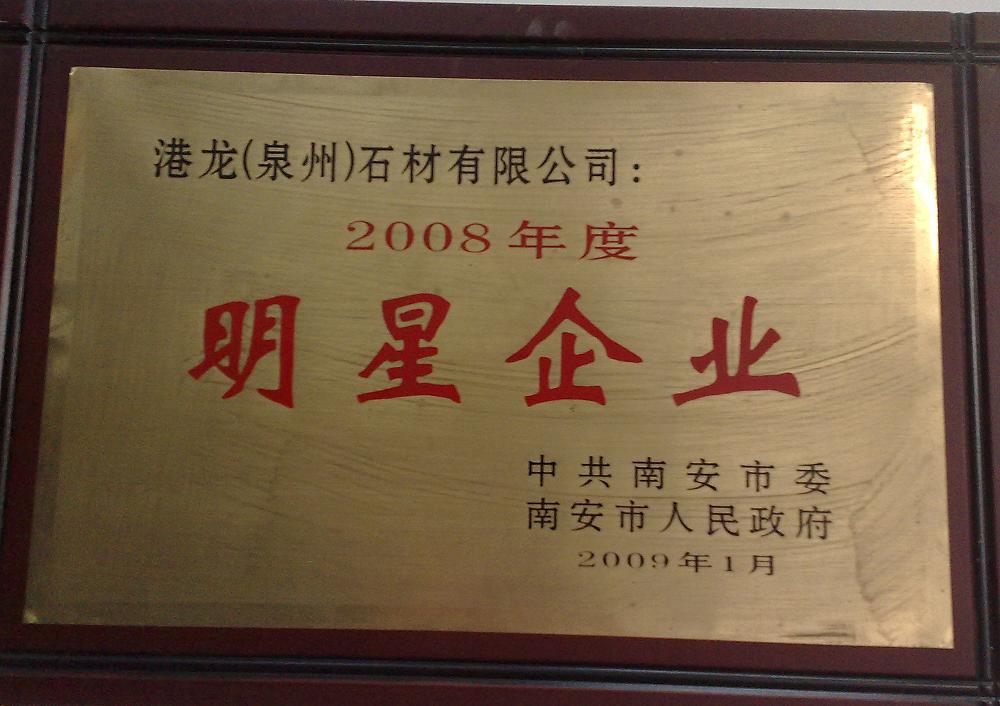 港龙(泉州)石材有限公司:
2008年度
明星企业
中共南安市委
南安市人民政府
2009年1月